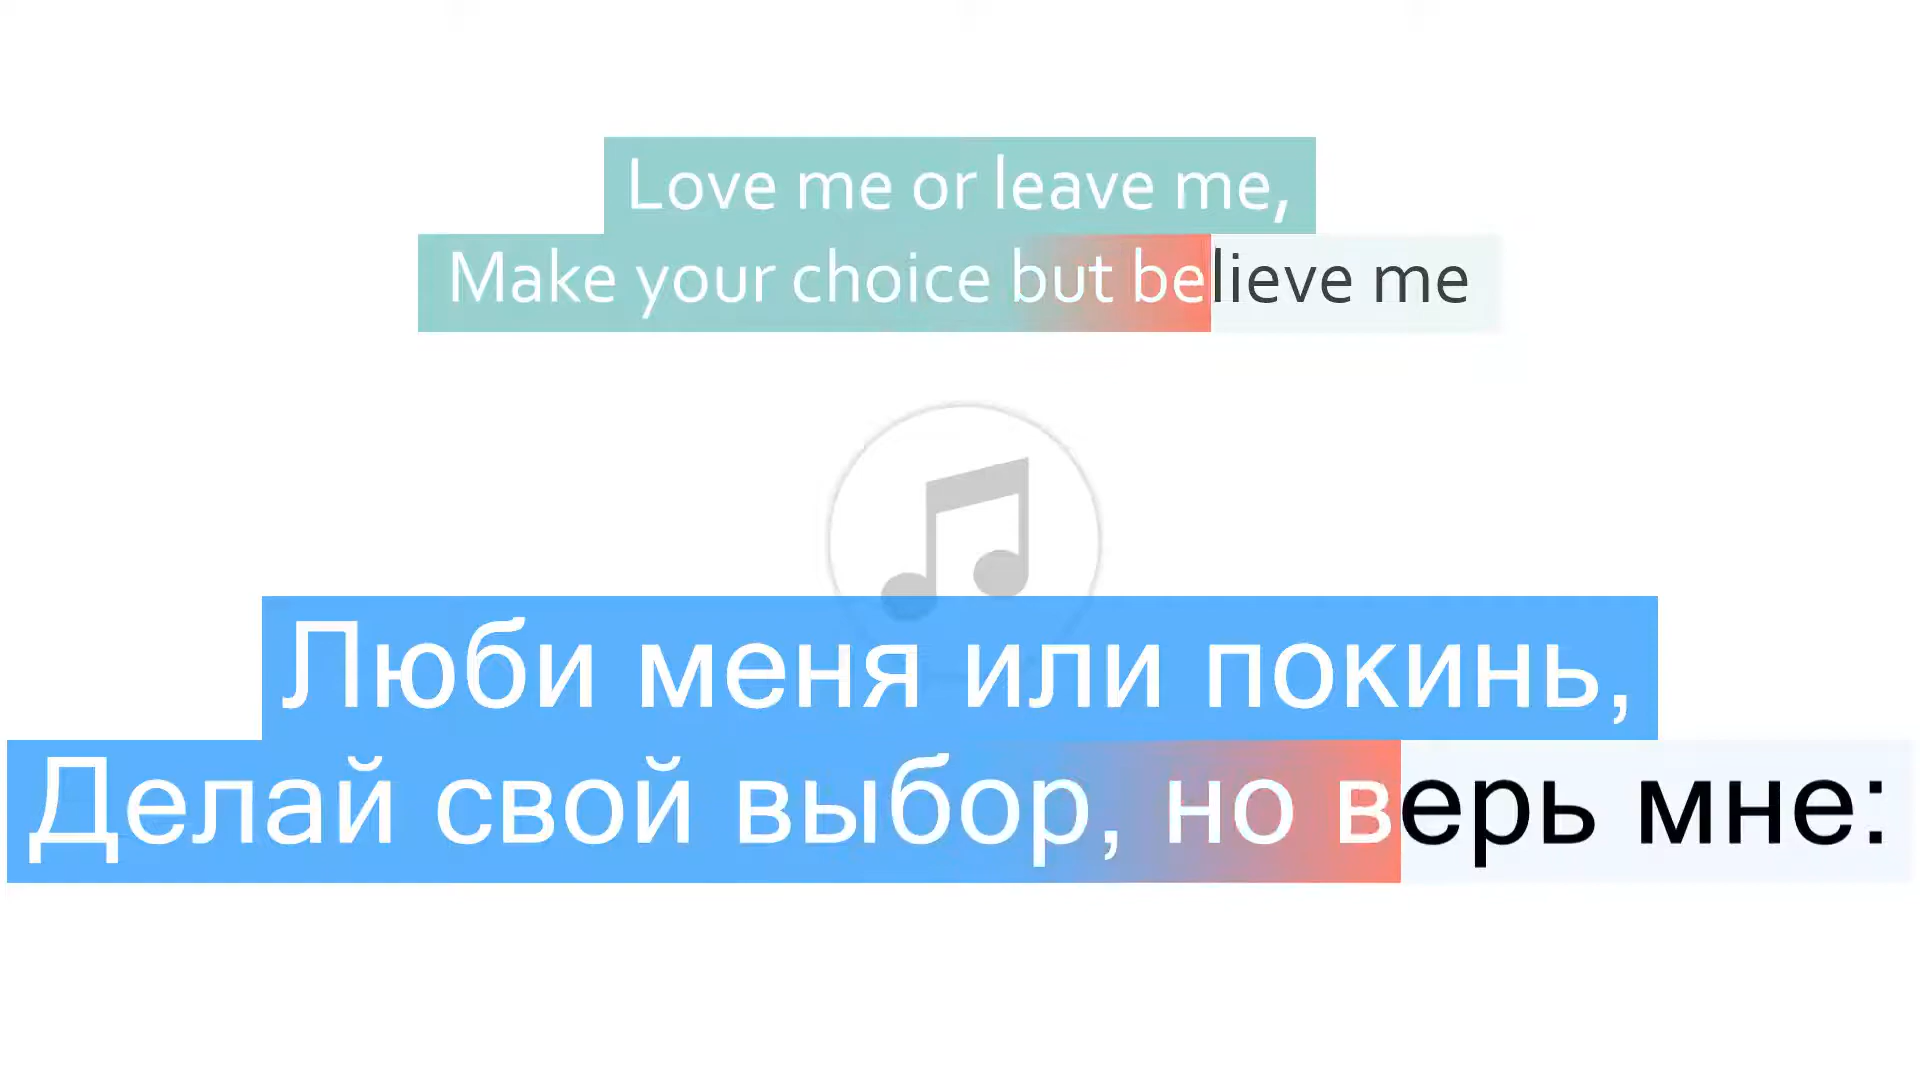 Love me or leave me,
Make your choice but believe me
Люби меня или покинь,
Делай свой выбор, но верь мне: